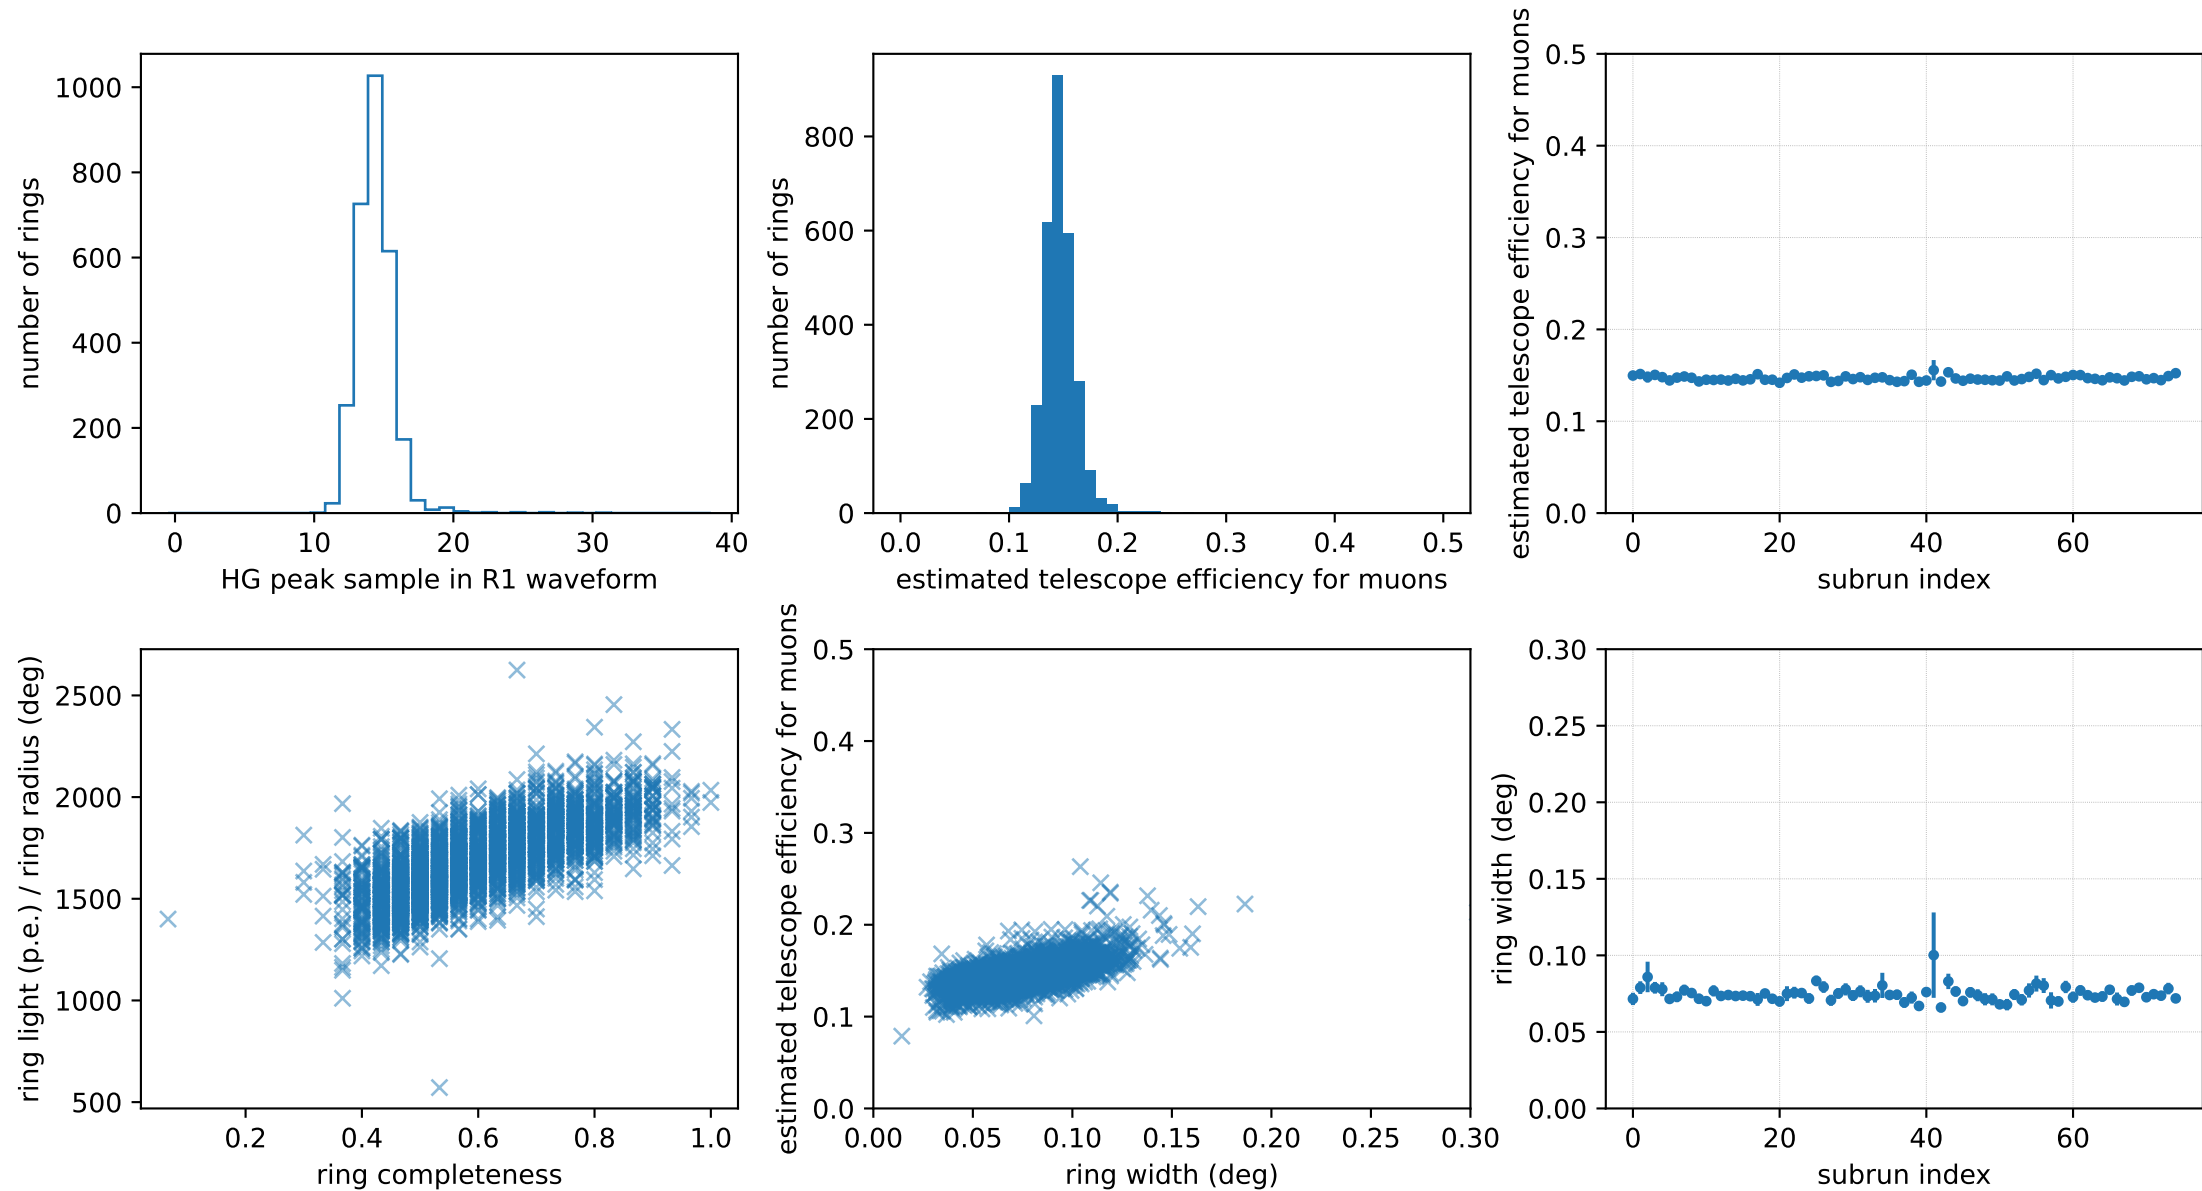 number of rings
1000
800
600
400
200
0
0 10 20 30 40
HG peak sample in R1 waveform
number of rings
800
600
400
200
0
0.0 0.1 0.2 0.3 0.4 0.5
estimated telescope efficiency for muons
estimated telescope efficiency for muons
0.5
0.4
0.3
0.2
0.1
0.0
0 20 40 60
subrun index
ring light (p.e.) / ring radius (deg)
2500
2000
1500
1000
500
0.2 0.4 0.6 0.8 1.0
ring completeness
estimated telescope efficiency for muons
0.5
0.4
0.3
0.2
0.1
0.0
0.00 0.05 0.10 0.15 0.20 0.25 0.30
ring width (deg)
ring width (deg)
0.30
0.25
0.20
0.15
0.10
0.05
0.00
0 20 40 60
subrun index